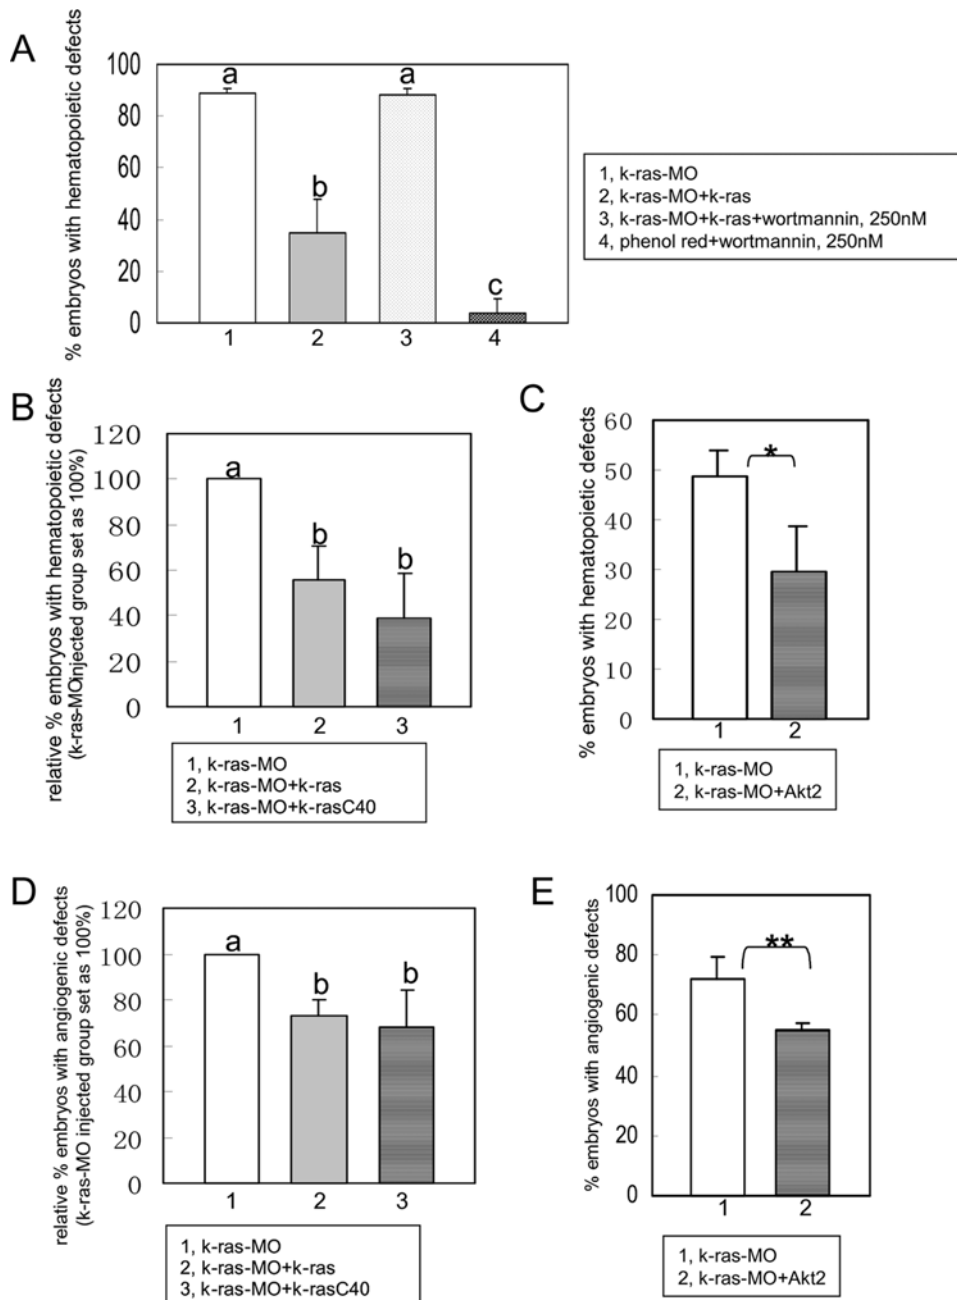 A
% embryos with hematopoietic defects
100
80
60
40
20
0
a
b
a
c
1
2
3
4
1, k-ras-MO
2, k-ras-MO+k-ras
3, k-ras-MO+k-ras+wortmannin, 250nM
4, phenol red+wortmannin, 250nM
B
relative % embryos with hematopoietic defects
(k-ras-MOinjected group set as 100%)
120
100
80
60
40
20
0
a
b
b
1
2
3
1, k-ras-MO
2, k-ras-MO+k-ras
3, k-ras-MO+k-rasC40
C
% embryos with hematopoietic defects
60
50
40
30
20
10
0
*
1
2
1, k-ras-MO
2, k-ras-MO+Akt2
D
relative % embryos with angiogenic defects
(k-ras-MO injected group set as 100%)
120
100
80
60
40
20
0
a
b
b
1
2
3
1, k-ras-MO
2, k-ras-MO+k-ras
3, k-ras-MO+k-rasC40
E
% embryos with angiogenic defects
100
80
60
40
20
0
**
1
2
1, k-ras-MO
2, k-ras-MO+Akt2